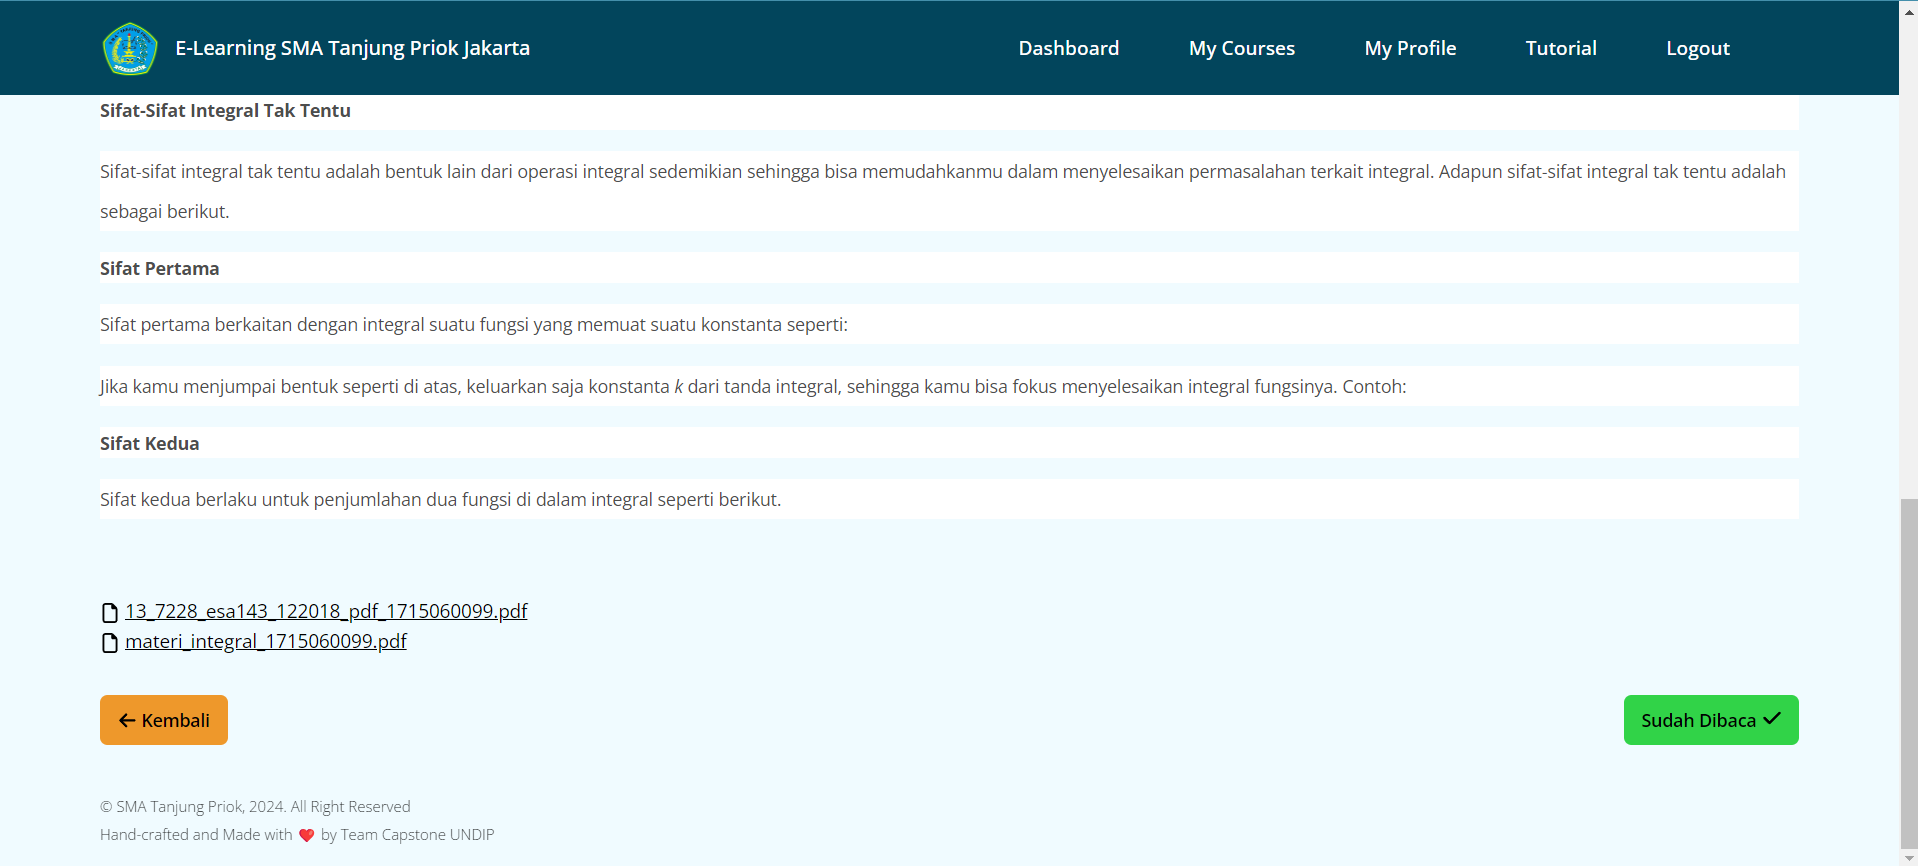 E-Learning SMA Tanjung Priok Jakarta
Dashboard
My Courses
My Profile
Tutorial
Logout
Sifat-Sifat Integral Tak Tentu
Sifat-sifat integral tak tentu adalah bentuk lain dari operasi integral sedemikian sehingga bisa memudahkanmu dalam menyelesaikan permasalahan terkait integral. Adapun sifat-sifat integral tak tentu adalah
sebagai berikut.
Sifat Pertama
Sifat pertama berkaitan dengan integral suatu fungsi yang memuat suatu konstanta seperti:
Jika kamu menjumpai bentuk seperti di atas, keluarkan saja konstanta k dari tanda integral, sehingga kamu bisa fokus menyelesaikan integral fungsinya. Contoh:
Sifat Kedua
Sifat kedua berlaku untuk penjumlahan dua fungsi di dalam integral seperti berikut.
13_7228_esa143_122018_pdf_1715060099.pdf
materi_integral_1715060099.pdf
Kembali
Sudah Dibaca
© SMA Tanjung Priok, 2024. All Right Reserved
Hand-crafted and Made with ❤️ by Team Capstone UNDIP